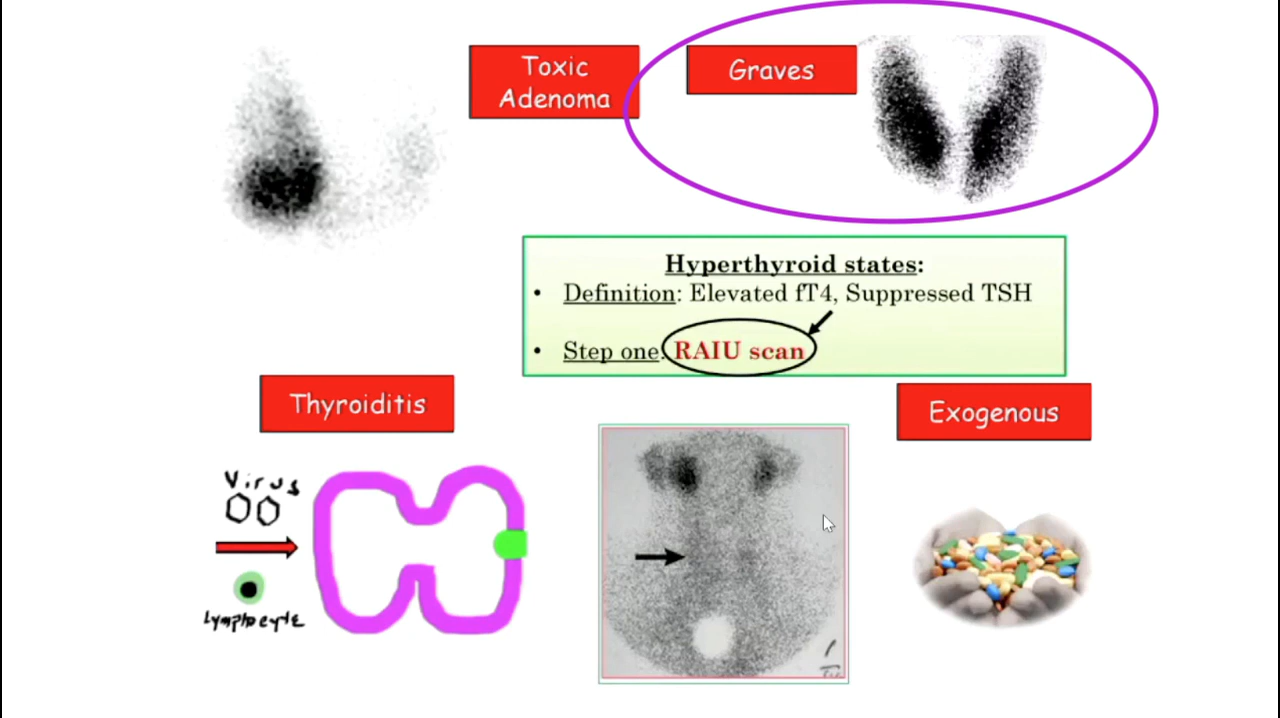 Toxic
Adenoma
Graves
Hyperthyroid states:
• Definition: Elevated fT4, Suppressed TSH
• Step one: RAIU scan
Thyroiditis
Exogenous
Virus
Lymphocyte